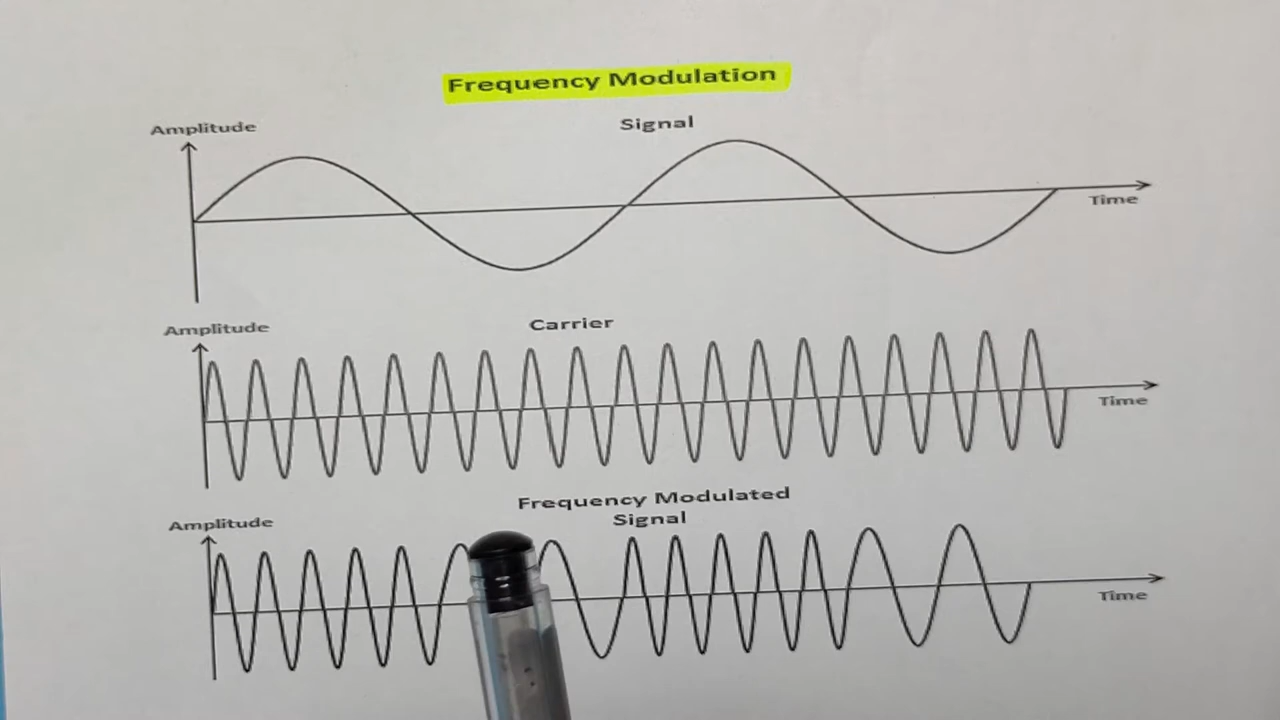 Frequency Modulation
Amplitude
Signal
Time
Amplitude
Carrier
Time
Amplitude
Frequency Modulated
Signal
Time